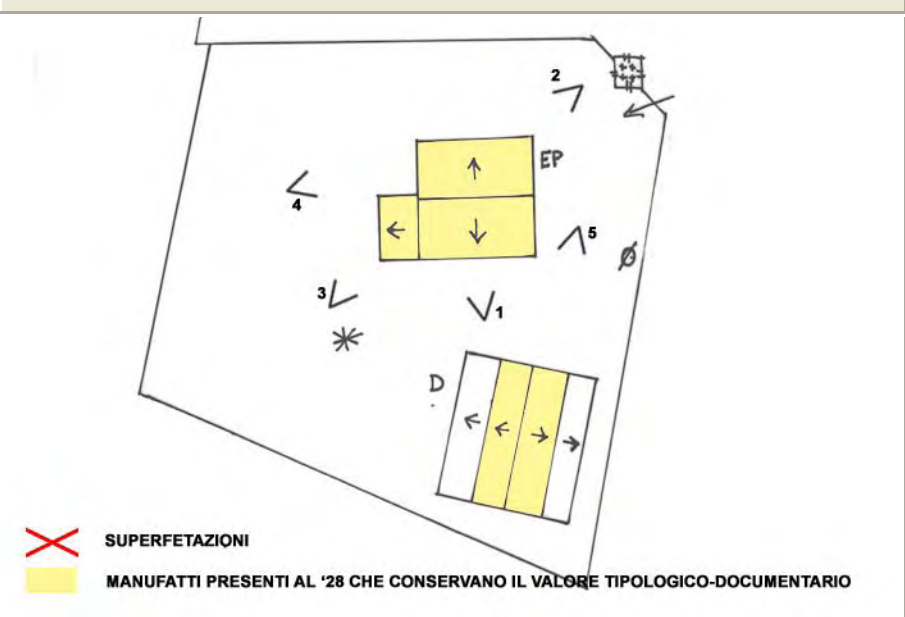 2
EP
4
5
3
1
D
SUPERFETAZIONI
MANUFATTI PRESENTI AL ‘28 CHE CONSERVANO IL VALORE TIPOLOGICO-DOCUMENTARIO